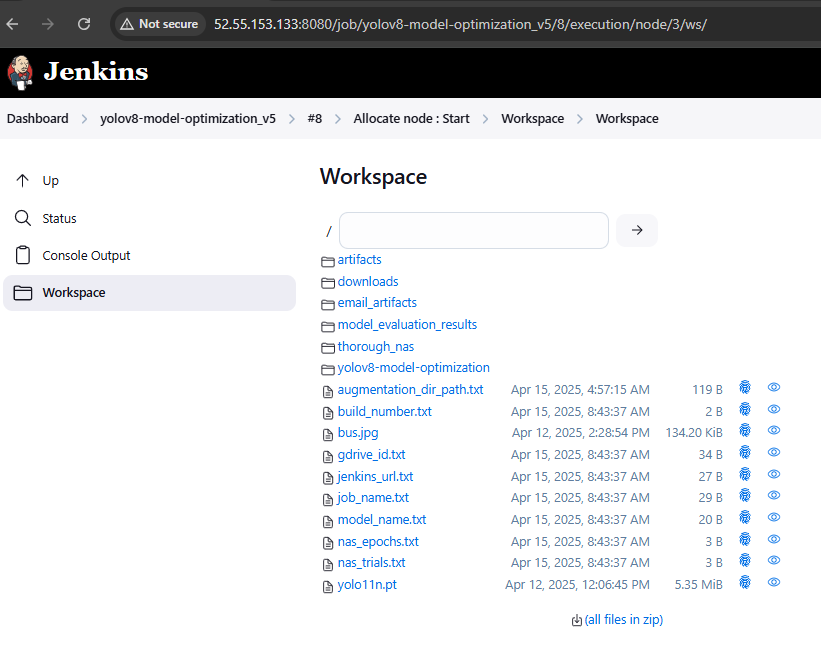 Not secure 52.55.153.133:8080/job/yolov8-model-optimization_v5/8/execution/node/3/ws/
Jenkins
Dashboard > yolov8-model-optimization_v5 > #8 > Allocate node : Start > Workspace > Workspace
Up
Status
Console Output
Workspace
Workspace
/
artifacts
downloads
email_artifacts
model_evaluation_results
thorough_nas
yolov8-model-optimization
augmentation_dir_path.txt Apr 15, 2025, 4:57:15 AM 119 B
build_number.txt Apr 15, 2025, 8:43:37 AM 2 B
bus.jpg Apr 12, 2025, 2:28:54 PM 134.20 KiB
gdrive_id.txt Apr 15, 2025, 8:43:37 AM 34 B
jenkins_url.txt Apr 15, 2025, 8:43:37 AM 27 B
job_name.txt Apr 15, 2025, 8:43:37 AM 29 B
model_name.txt Apr 15, 2025, 8:43:37 AM 20 B
nas_epochs.txt Apr 15, 2025, 8:43:37 AM 3 B
nas_trials.txt Apr 15, 2025, 8:43:37 AM 3 B
yolo11n.pt Apr 12, 2025, 12:06:45 PM 5.35 MiB
(all files in zip)